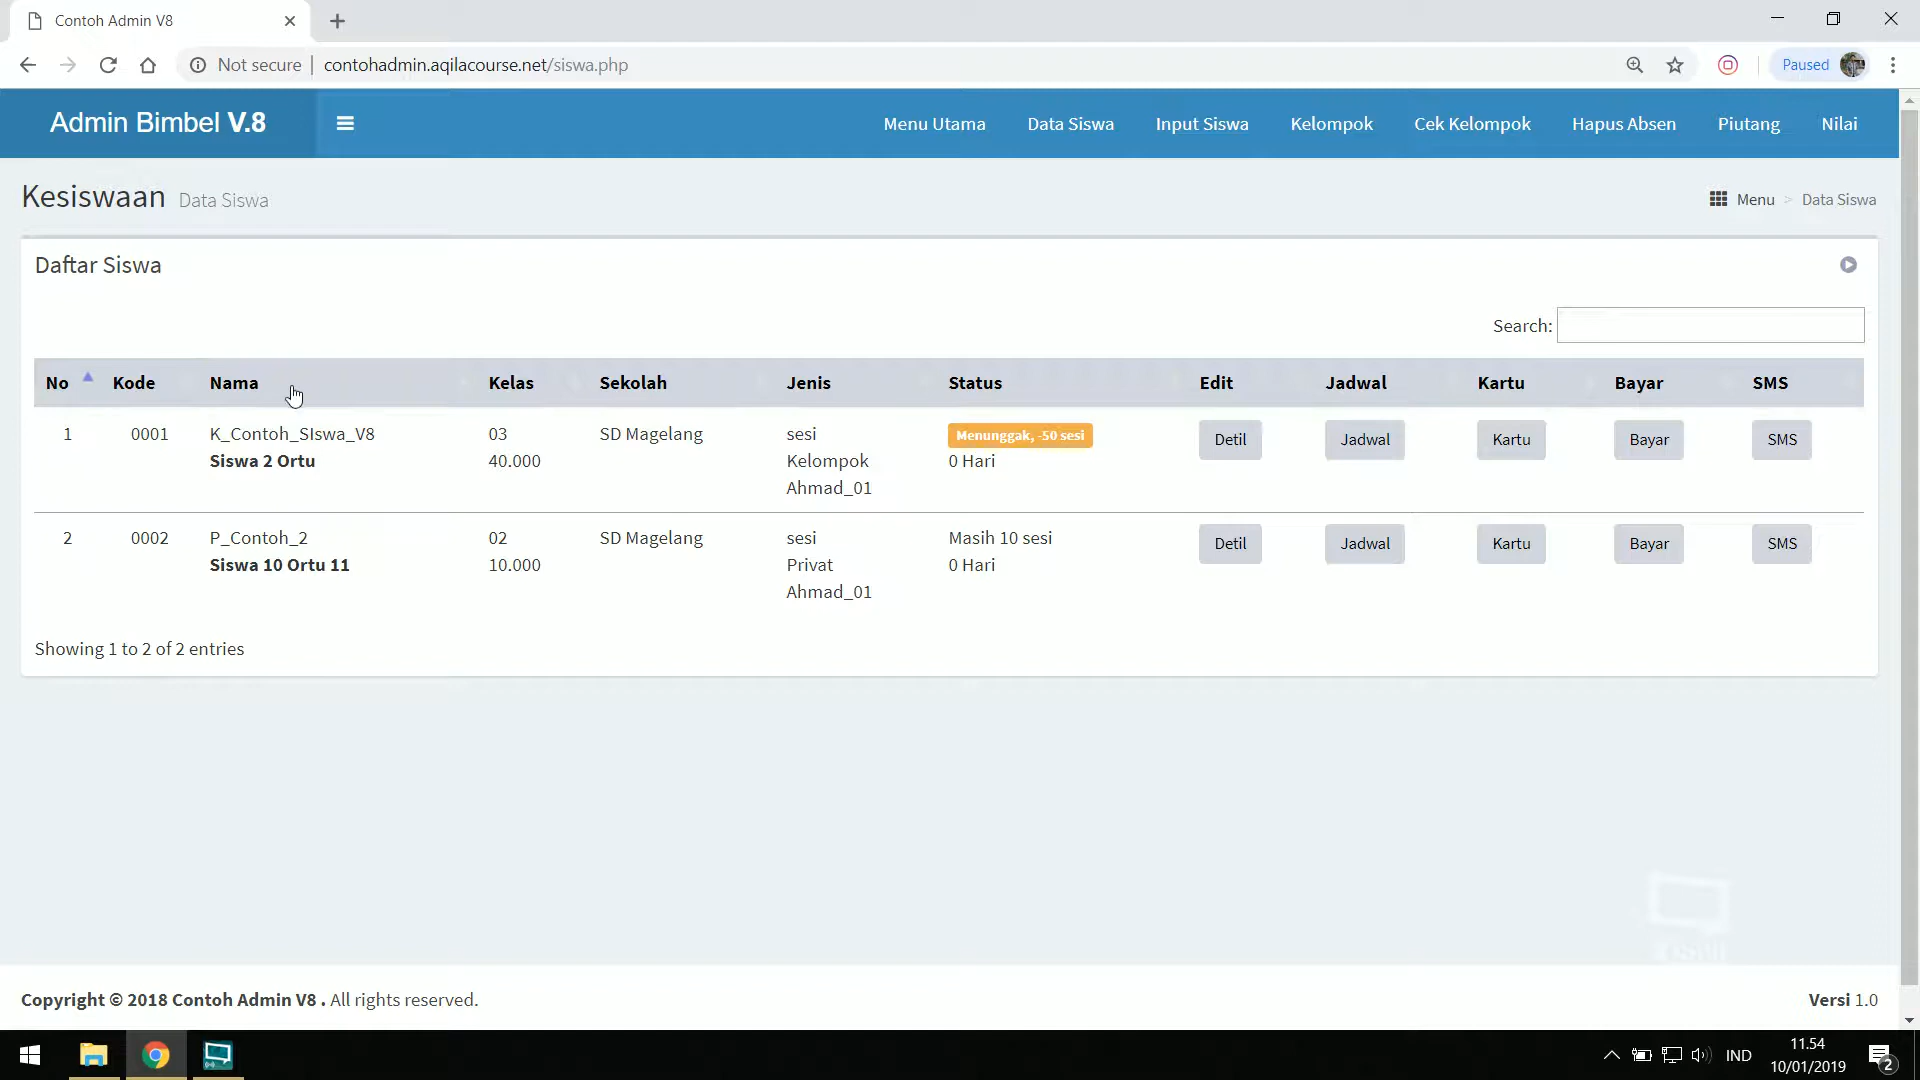 Contoh Admin V8
Not secure | contohadmin.aqilacourse.net/siswa.php
Paused
Admin Bimbel V.8
Menu Utama Data Siswa Input Siswa Kelompok Cek Kelompok Hapus Absen Piutang Nilai
Kesiswaan Data Siswa
Menu > Data Siswa
Daftar Siswa
Search:
No Kode Nama Kelas Sekolah Jenis Status Edit Jadwal Kartu Bayar SMS
1 0001 K_Contoh_SIswa_V8 03 SD Magelang sesi Menunggak, -50 sesi Detil Jadwal Kartu Bayar SMS
Siswa 2 Ortu 40.000 Kelompok 0 Hari
Ahmad_01
2 0002 P_Contoh_2 02 SD Magelang sesi Masih 10 sesi Detil Jadwal Kartu Bayar SMS
Siswa 10 Ortu 11 10.000 Privat 0 Hari
Ahmad_01
Showing 1 to 2 of 2 entries
Copyright © 2018 Contoh Admin V8 . All rights reserved.
Versi 1.0
IND
11.54
10/01/2019
2